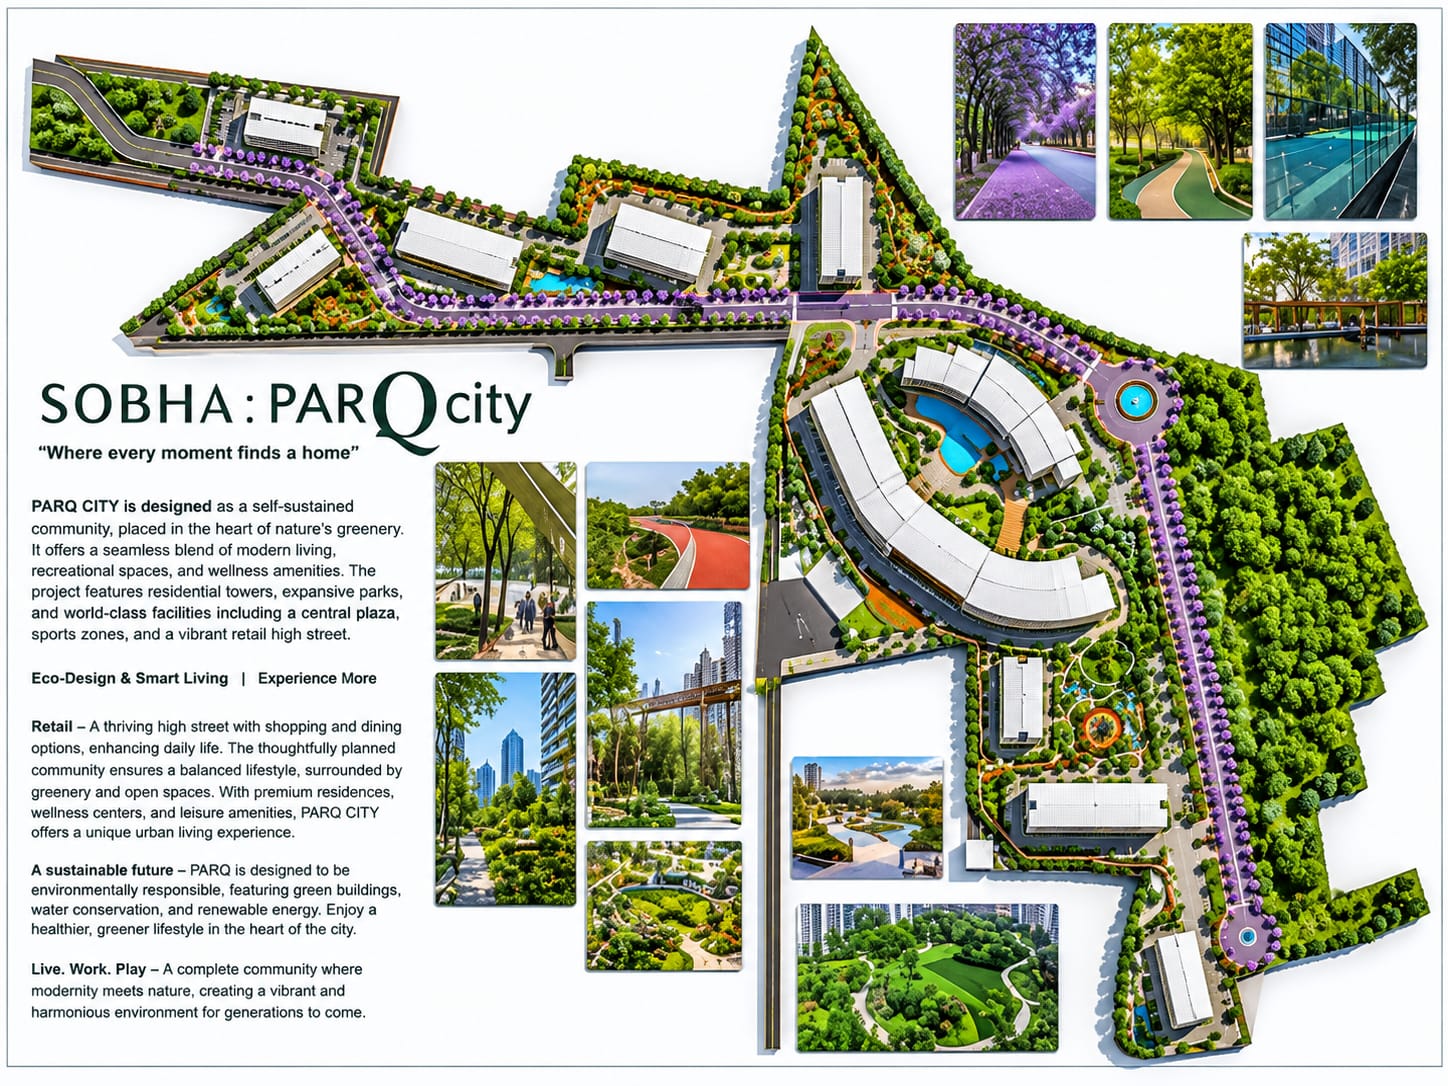 SOBHA : PARQcity
“Where every moment finds a home”
PARQ CITY is designed as a self-sustained
community, placed in the heart of nature's greenery.
It offers a seamless blend of modern living,
recreational spaces, and wellness amenities. The
project features residential towers, expansive parks,
and world-class facilities including a central plaza,
sports zones, and a vibrant retail high street.
Eco-Design & Smart Living | Experience More
Retail – A thriving high street with shopping and dining
options, enhancing daily life. The thoughtfully planned
community ensures a balanced lifestyle, surrounded by
greenery and open spaces. With premium residences,
wellness centers, and leisure amenities, PARQ CITY
offers a unique urban living experience.
A sustainable future – PARQ is designed to be
environmentally responsible, featuring green buildings,
water conservation, and renewable energy. Enjoy a
healthier, greener lifestyle in the heart of the city.
Live. Work. Play – A complete community where
modernity meets nature, creating a vibrant and
harmonious environment for generations to come.